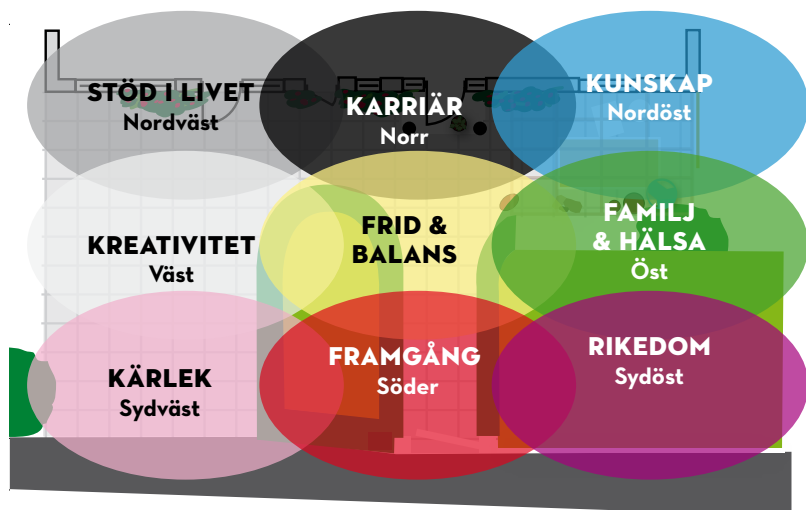 STÖD I LIVET
Nordväst
KARRIÄR
Norr
KUNSKAP
Nordöst
KREATIVITET
Väst
FRID &
BALANS
FAMILJ
& HÄLSA
Öst
KÄRLEK
Sydväst
FRAMGÅNG
Söder
RIKEDOM
Sydöst